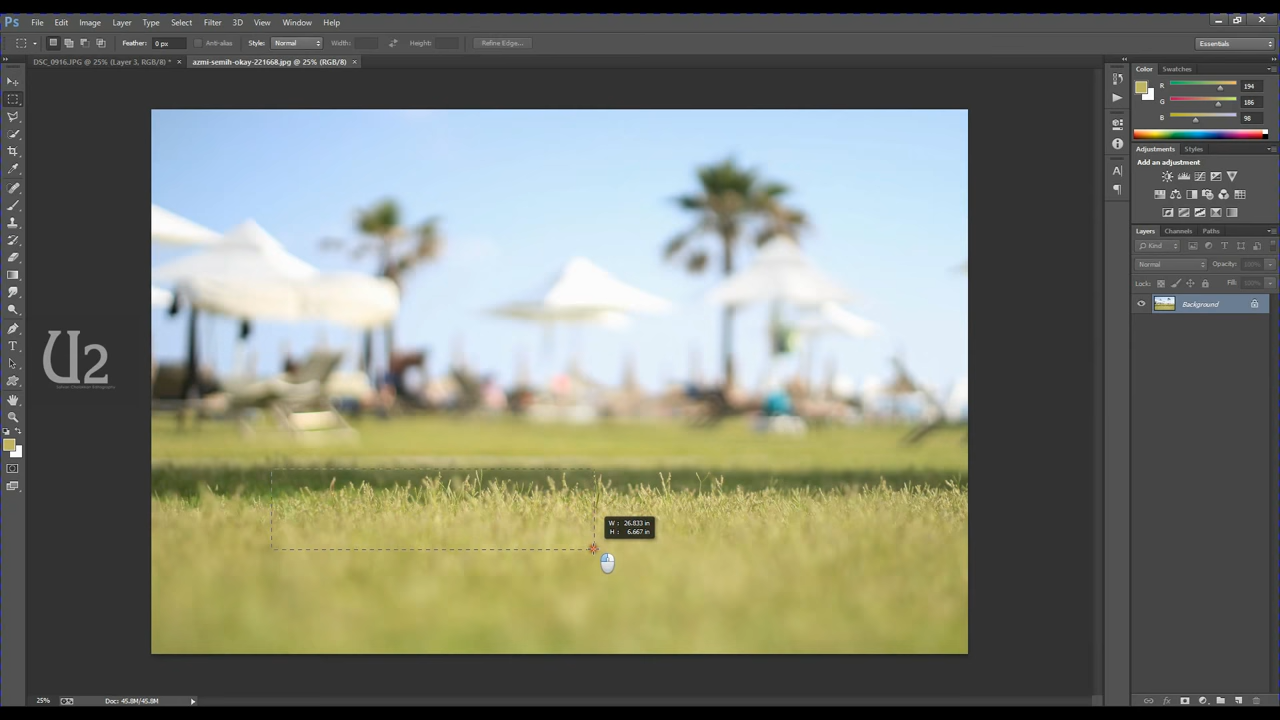 Ps File Edit Image Layer Type Select Filter 3D View Window Help
Feather: 0 px Anti-alias Style: Normal Width: Height: Refine Edge... Essentials
DSC_0916.JPG @ 25% (Layer 3, RGB/8) * × azmi-semih-okay-221668.jpg @ 25% (RGB/8) ×
Color Swatches
R 194
G 186
B 98
Adjustments Styles
Add an adjustment
Layers Channels Paths
Kind
Normal Opacity: 100%
Lock: Fill: 100%
Background
U2
W : 26.833 in
H : 6.667 in
25% Doc: 45.8M/45.8M